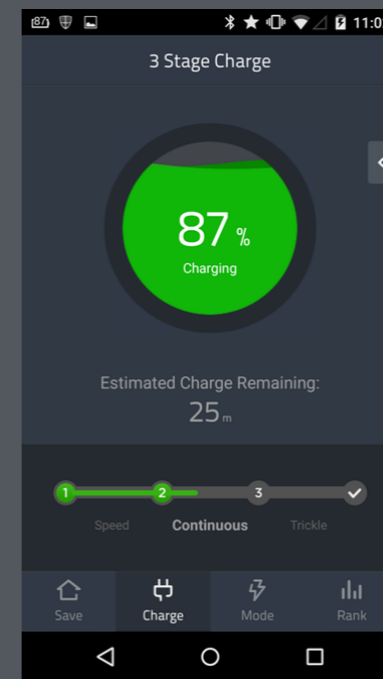 87
11:0
3 Stage Charge
87 %
Charging
Estimated Charge Remaining:
25 m
1 2 3
Speed Continuous Trickle
Save Charge Mode Rank